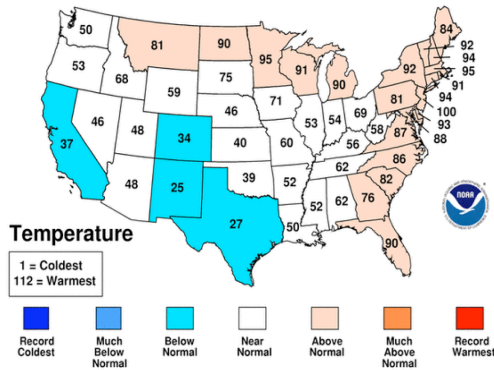 50
81
90
84
92
94
95
91
94
100
93
88
53
68
59
75
95
91
90
92
81
37
46
48
34
46
40
71
60
53
54
69
58
56
87
48
25
39
52
62
86
82
27
50
52
62
76
90
NOAA
Temperature
1 = Coldest
112 = Warmest
Record
Coldest
Much
Below
Normal
Below
Normal
Near
Normal
Above
Normal
Much
Above
Normal
Record
Warmest